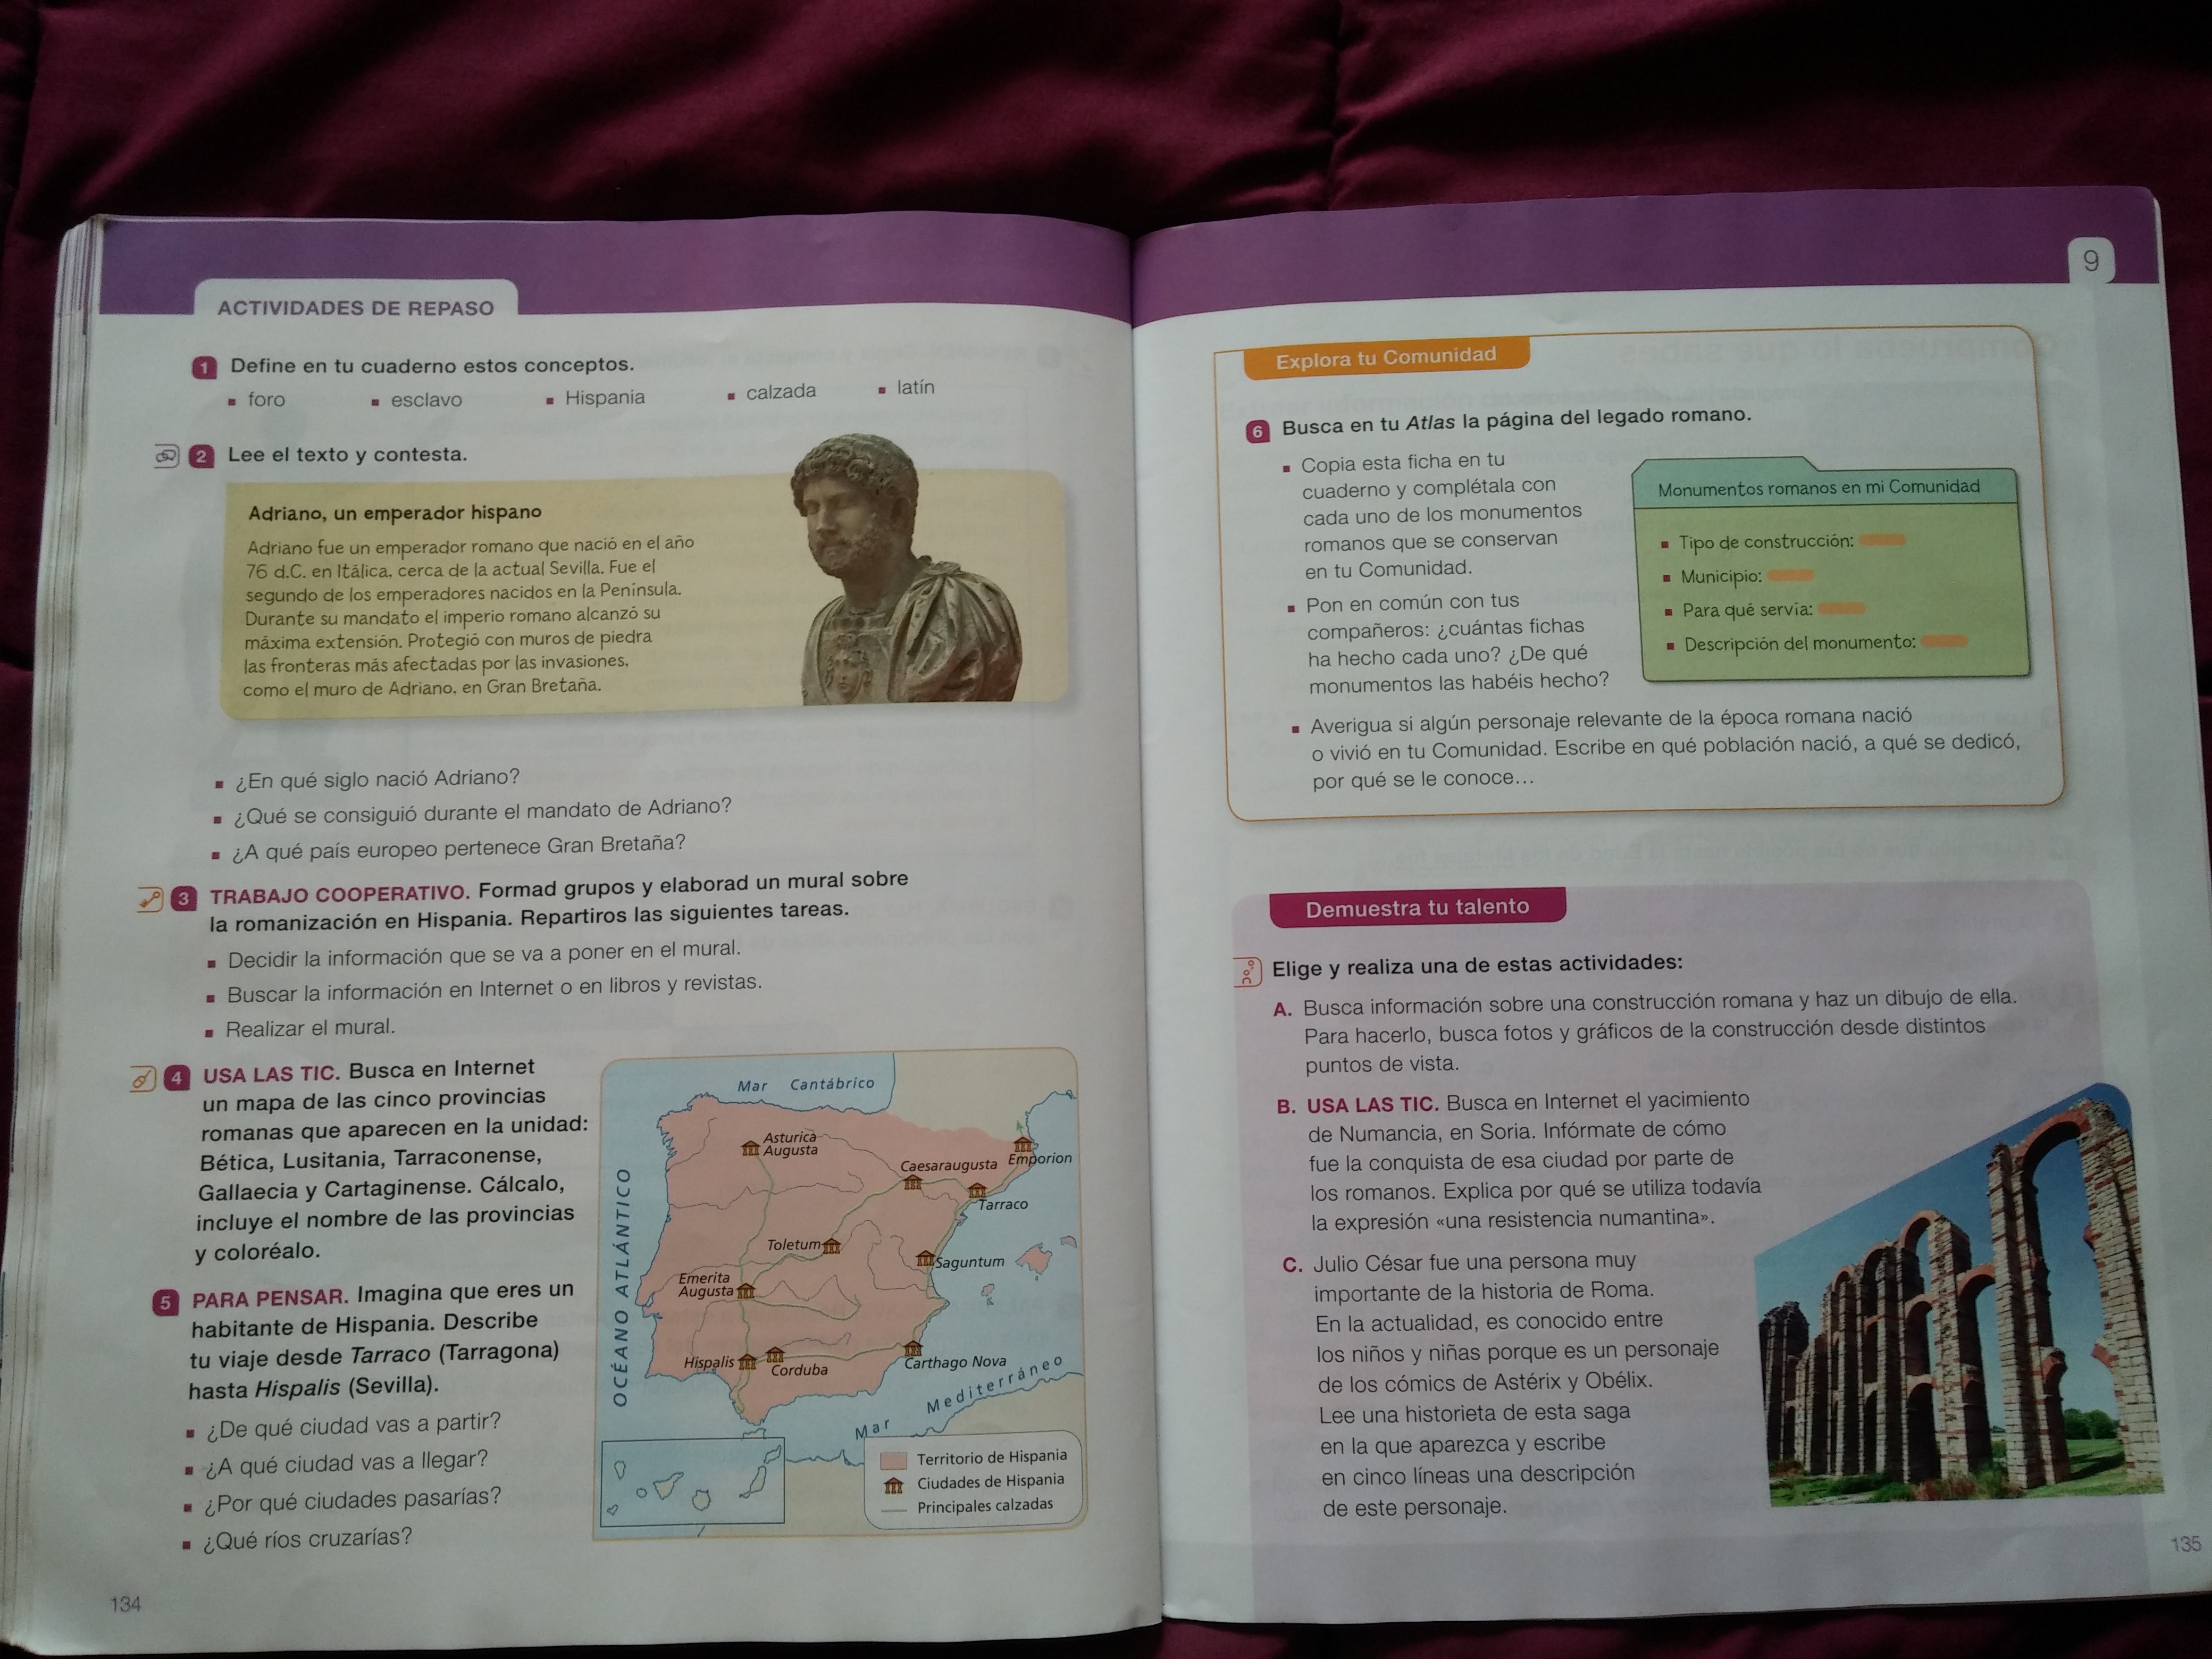 ACTIVIDADES DE REPASO
1 Define en tu cuaderno estos conceptos.
▪ foro ▪ esclavo ▪ Hispania ▪ calzada ▪ latín
2 Lee el texto y contesta.
Adriano, un emperador hispano
Adriano fue un emperador romano que nació en el año
76 d.C. en Itálica, cerca de la actual Sevilla. Fue el
segundo de los emperadores nacidos en la Península.
Durante su mandato el imperio romano alcanzó su
máxima extensión. Protegió con muros de piedra
las fronteras más afectadas por las invasiones,
como el muro de Adriano, en Gran Bretaña.
▪ ¿En qué siglo nació Adriano?
▪ ¿Qué se consiguió durante el mandato de Adriano?
▪ ¿A qué país europeo pertenece Gran Bretaña?
3 TRABAJO COOPERATIVO. Formad grupos y elaborad un mural sobre
la romanización en Hispania. Repartiros las siguientes tareas.
▪ Decidir la información que se va a poner en el mural.
▪ Buscar la información en Internet o en libros y revistas.
▪ Realizar el mural.
4 USA LAS TIC. Busca en Internet
un mapa de las cinco provincias
romanas que aparecen en la unidad:
Bética, Lusitania, Tarraconense,
Gallaecia y Cartaginense. Cálcalo,
incluye el nombre de las provincias
y coloréalo.
5 PARA PENSAR. Imagina que eres un
habitante de Hispania. Describe
tu viaje desde Tarraco (Tarragona)
hasta Hispalis (Sevilla).
▪ ¿De qué ciudad vas a partir?
▪ ¿A qué ciudad vas a llegar?
▪ ¿Por qué ciudades pasarías?
▪ ¿Qué ríos cruzarías?
Mar Cantábrico
OCÉANO ATLÁNTICO
Asturica
Augusta
Caesaraugusta
Emporion
Tarraco
Toletum
Saguntum
Emerita
Augusta
Hispalis
Corduba
Carthago Nova
Mar Mediterráneo
Territorio de Hispania
Ciudades de Hispania
Principales calzadas
134
9
Explora tu Comunidad
6 Busca en tu Atlas la página del legado romano.
▪ Copia esta ficha en tu
cuaderno y complétala con
cada uno de los monumentos
romanos que se conservan
en tu Comunidad.
▪ Pon en común con tus
compañeros: ¿cuántas fichas
ha hecho cada uno? ¿De qué
monumentos las habéis hecho?
Monumentos romanos en mi Comunidad
▪ Tipo de construcción:
▪ Municipio:
▪ Para qué servía:
▪ Descripción del monumento:
▪ Averigua si algún personaje relevante de la época romana nació
o vivió en tu Comunidad. Escribe en qué población nació, a qué se dedicó,
por qué se le conoce...
Demuestra tu talento
Elige y realiza una de estas actividades:
A. Busca información sobre una construcción romana y haz un dibujo de ella.
Para hacerlo, busca fotos y gráficos de la construcción desde distintos
puntos de vista.
B. USA LAS TIC. Busca en Internet el yacimiento
de Numancia, en Soria. Infórmate de cómo
fue la conquista de esa ciudad por parte de
los romanos. Explica por qué se utiliza todavía
la expresión «una resistencia numantina».
C. Julio César fue una persona muy
importante de la historia de Roma.
En la actualidad, es conocido entre
los niños y niñas porque es un personaje
de los cómics de Astérix y Obélix.
Lee una historieta de esta saga
en la que aparezca y escribe
en cinco líneas una descripción
de este personaje.
135